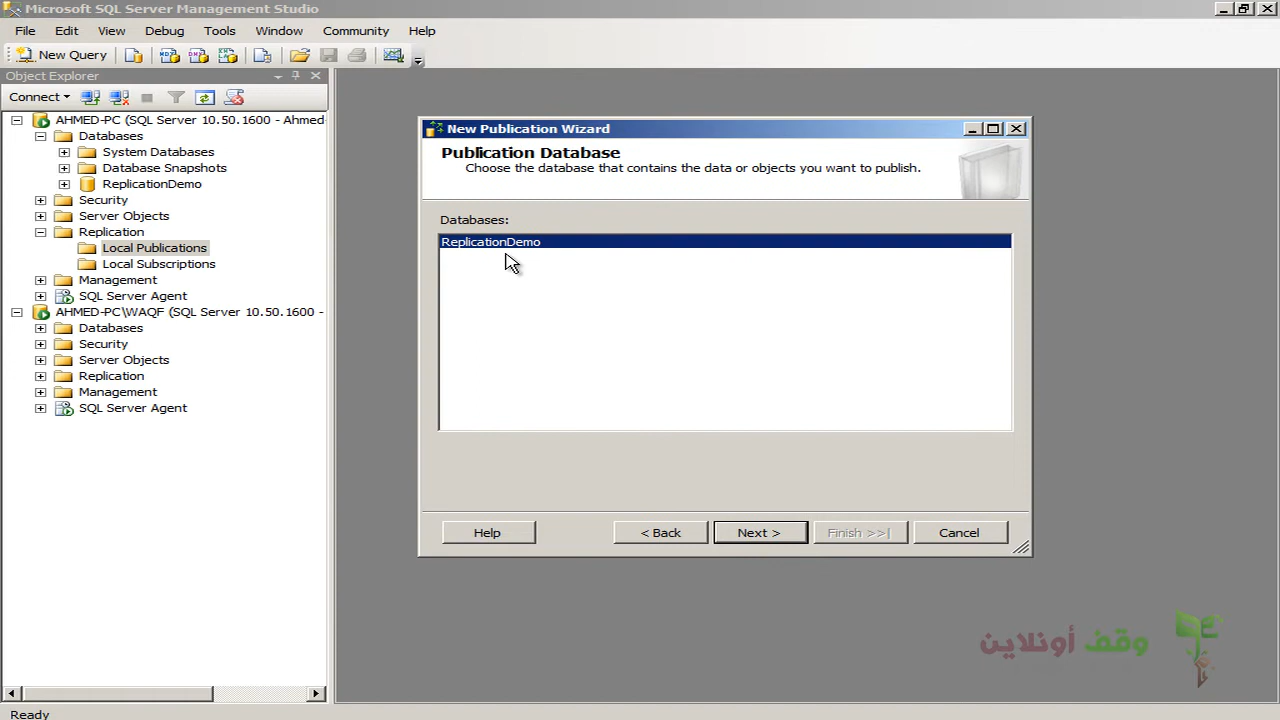 Microsoft SQL Server Management Studio
File Edit View Debug Tools Window Community Help
New Query
Object Explorer
Connect
AHMED-PC (SQL Server 10.50.1600 - Ahmed-
Databases
System Databases
Database Snapshots
ReplicationDemo
Security
Server Objects
Replication
Local Publications
Local Subscriptions
Management
SQL Server Agent
AHMED-PC\WAQF (SQL Server 10.50.1600 -
Databases
Security
Server Objects
Replication
Management
SQL Server Agent
New Publication Wizard
Publication Database
Choose the database that contains the data or objects you want to publish.
Databases:
ReplicationDemo
Help
< Back
Next >
Finish >>|
Cancel
وقف أونلاين
Ready